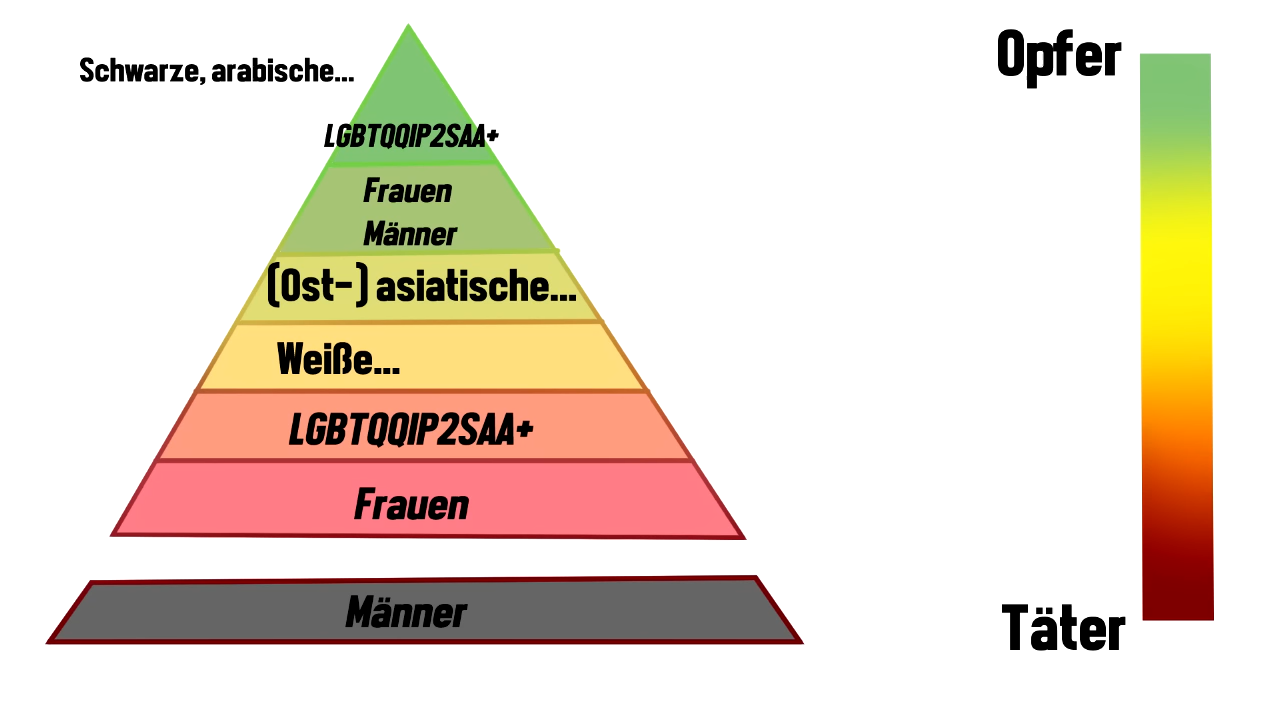 Opfer
Schwarze, arabische...
LGBTQQIP2SAA+
Frauen
Männer
(Ost-) asiatische...
Weiße...
LGBTQQIP2SAA+
Frauen
Männer
Täter